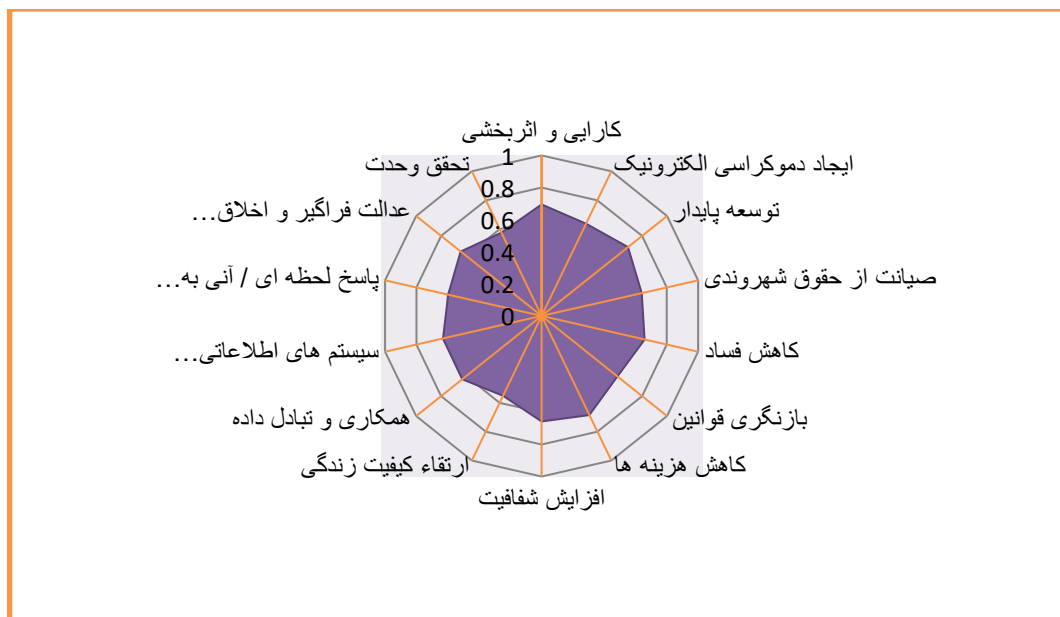 کارایی و اثربخشی
ایجاد دموکراسی الکترونیک
توسعه پایدار
صیانت از حقوق شهروندی
کاهش فساد
بازنگری قوانین
کاهش هزینه ها
افزایش شفافیت
ارتقاء کیفیت زندگی
همکاری و تبادل داده
سیستم های اطلاعاتی...
پاسخ لحظه ای / آنی به...
عدالت فراگیر و اخلاق...
تحقق وحدت
1
0.8
0.6
0.4
0.2
0